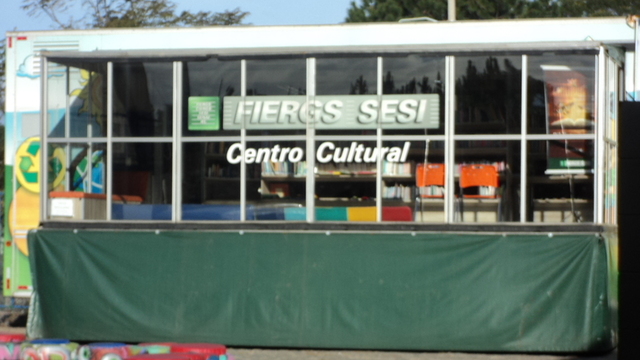 FIERGS SESI
Centro Cultural